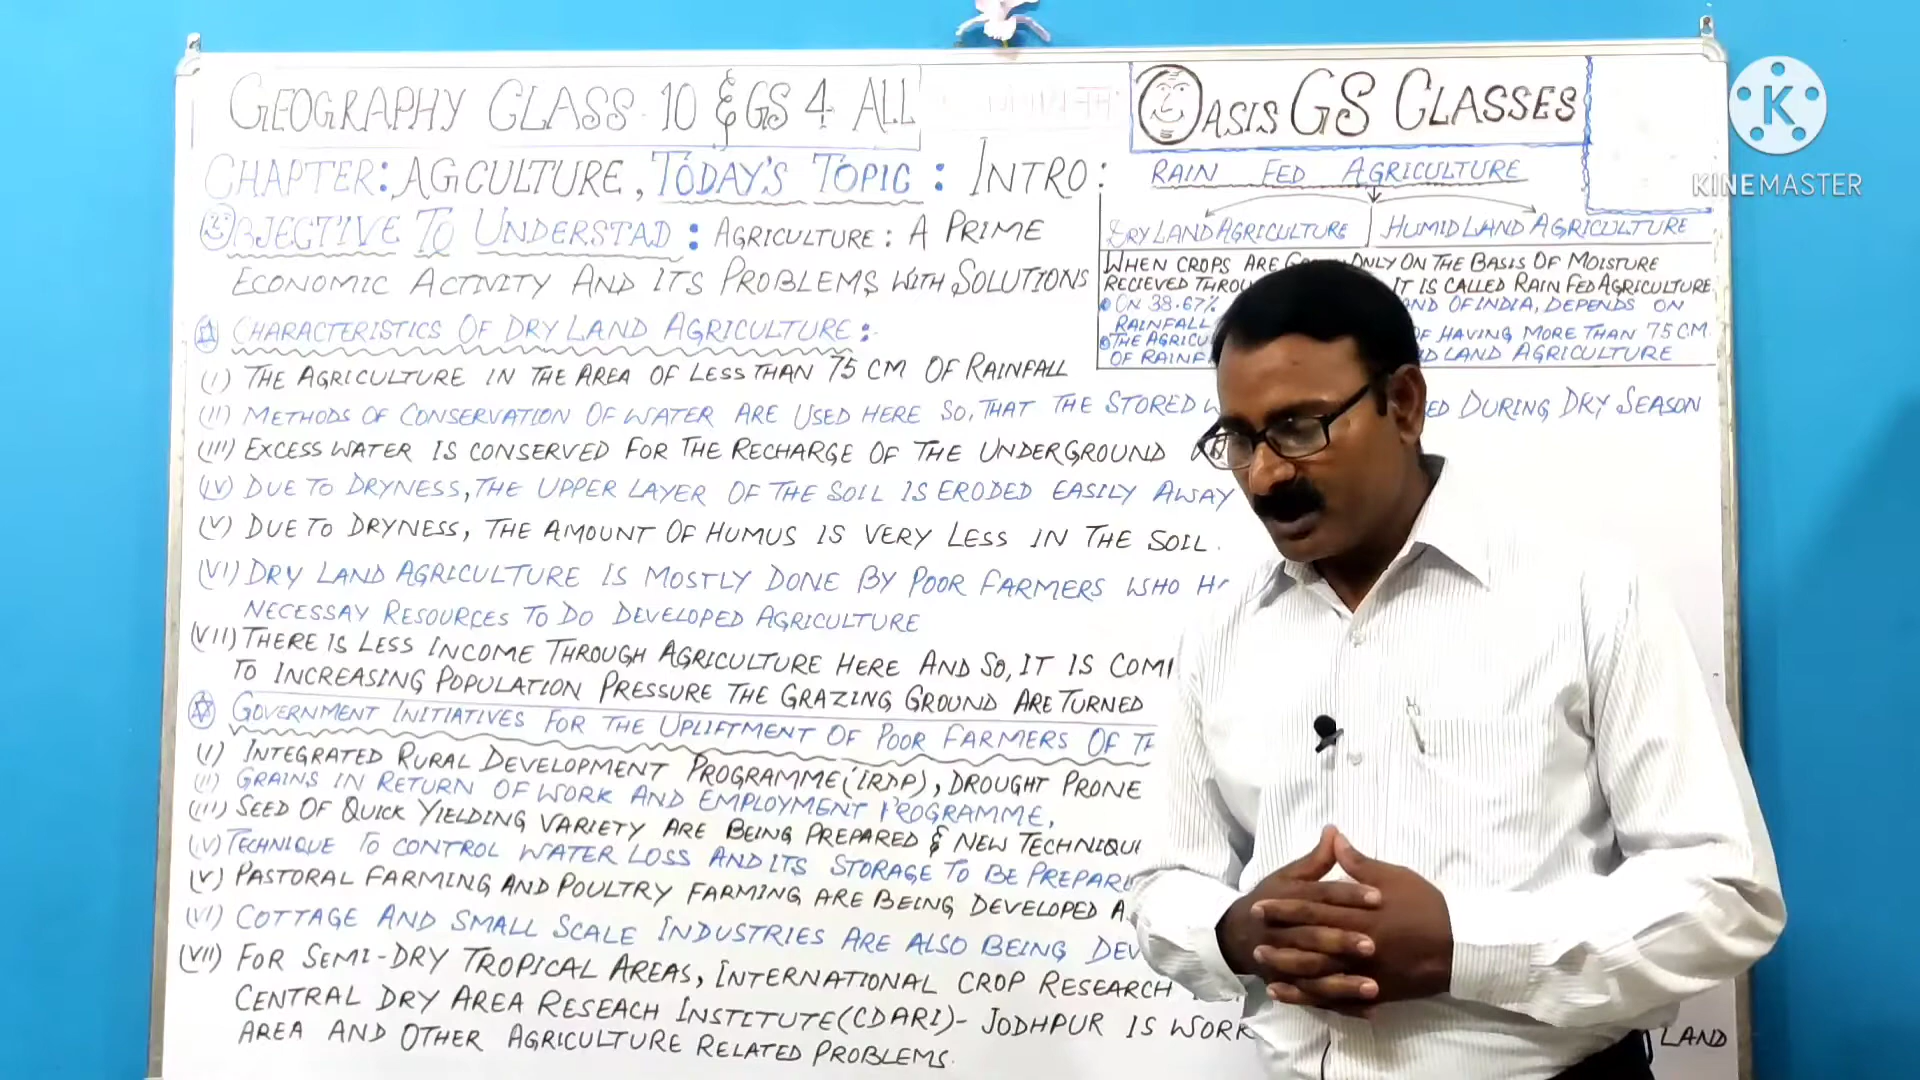 GEOGRAPHY CLASS-10 & GS 4 ALL
OASIS GS CLASSES
KINEMASTER
CHAPTER: AGCULTURE, TODAY'S TOPIC: INTRO:
OBJECTIVE TO UNDERSTAD: AGRICULTURE: A PRIME
ECONOMIC ACTIVITY AND ITS PROBLEMS WITH SOLUTIONS
RAIN FED AGRICULTURE
DRY LAND AGRICULTURE HUMID LAND AGRICULTURE
WHEN CROPS ARE ONLY ON THE BASIS OF MOISTURE
RECIEVED IT IS CALLED RAIN FED AGRICULTURE.
ON 38.67% OF INDIA, DEPENDS ON
RAINFALL
THE OF HAVING MORE THAN 75 CM
OF LAND AGRICULTURE
CHARACTERISTICS OF DRY LAND AGRICULTURE:-
(I) THE AGRICULTURE IN THE AREA OF LESS THAN 75 CM OF RAINFALL
(II) METHODS OF CONSERVATION OF WATER ARE USED HERE SO, THAT THE STORED DURING DRY SEASON
(III) EXCESS WATER IS CONSERVED FOR THE RECHARGE OF THE UNDERGROUND
(IV) DUE TO DRYNESS, THE UPPER LAYER OF THE SOIL IS ERODED EASILY AWAY
(V) DUE TO DRYNESS, THE AMOUNT OF HUMUS IS VERY LESS IN THE SOIL.
(VI) DRY LAND AGRICULTURE IS MOSTLY DONE BY POOR FARMERS WHO
NECESSAY RESOURCES TO DO DEVELOPED AGRICULTURE
(VII) THERE IS LESS INCOME THROUGH AGRICULTURE HERE AND SO, IT IS
TO INCREASING POPULATION PRESSURE THE GRAZING GROUND ARE TURNED
GOVERNMENT INITIATIVES FOR THE UPLIFTMENT OF POOR FARMERS OF
(I) INTEGRATED RURAL DEVELOPMENT PROGRAMME (IRDP), DROUGHT PRONE
(II) GRAINS IN RETURN OF WORK AND EMPLOYMENT PROGRAMME,
(III) SEED OF QUICK YIELDING VARIETY ARE BEING PREPARED & NEW
(IV) TECHNIQUE TO CONTROL WATER LOSS AND ITS STORAGE TO BE
(V) PASTORAL FARMING AND POULTRY FARMING ARE BEING DEVELOPED
(VI) COTTAGE AND SMALL SCALE INDUSTRIES ARE ALSO BEING
(VII) FOR SEMI-DRY TROPICAL AREAS, INTERNATIONAL CROP RESEARCH
CENTRAL DRY AREA RESEACH INSTITUTE (CDARI)- JODHPUR IS LAND
AREA AND OTHER AGRICULTURE RELATED PROBLEMS.